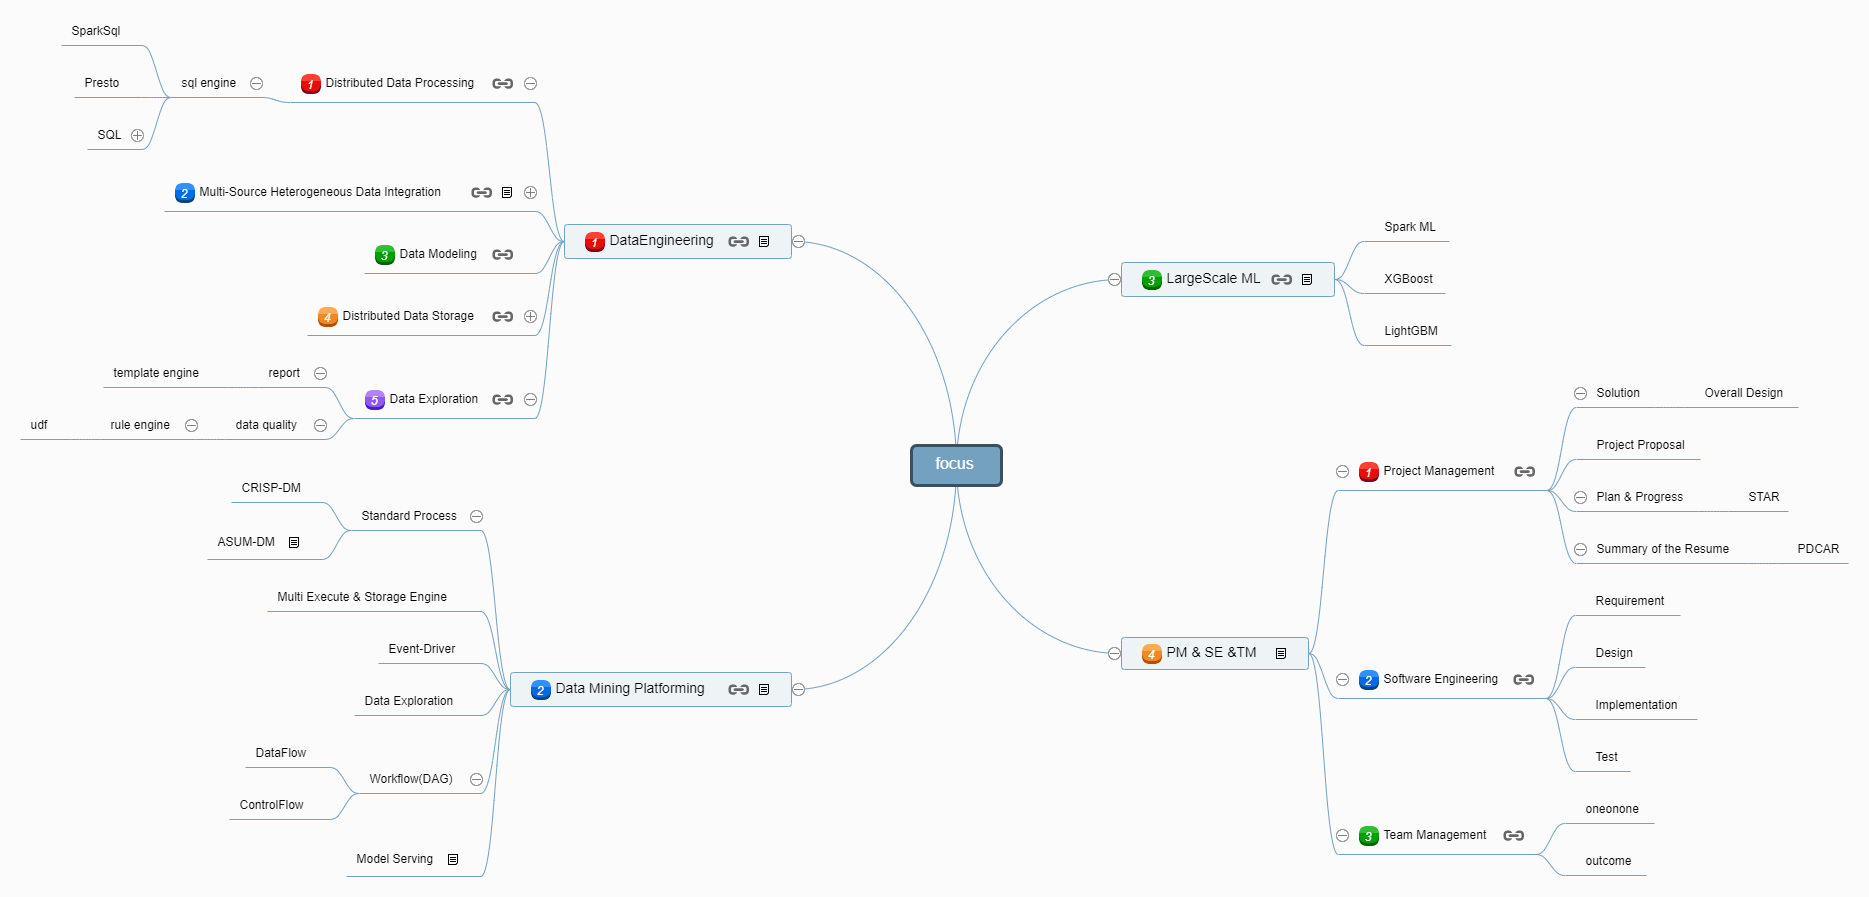 focus
1 DataEngineering
1 Distributed Data Processing
sql engine
SparkSql
Presto
SQL
2 Multi-Source Heterogeneous Data Integration
3 Data Modeling
4 Distributed Data Storage
5 Data Exploration
report
template engine
data quality
rule engine
udf
2 Data Mining Platforming
Standard Process
CRISP-DM
ASUM-DM
Multi Execute & Storage Engine
Event-Driver
Data Exploration
Workflow(DAG)
DataFlow
ControlFlow
Model Serving
3 LargeScale ML
Spark ML
XGBoost
LightGBM
4 PM & SE &TM
1 Project Management
Solution
Overall Design
Project Proposal
Plan & Progress
STAR
Summary of the Resume
PDCAR
2 Software Engineering
Requirement
Design
Implementation
Test
3 Team Management
oneonone
outcome